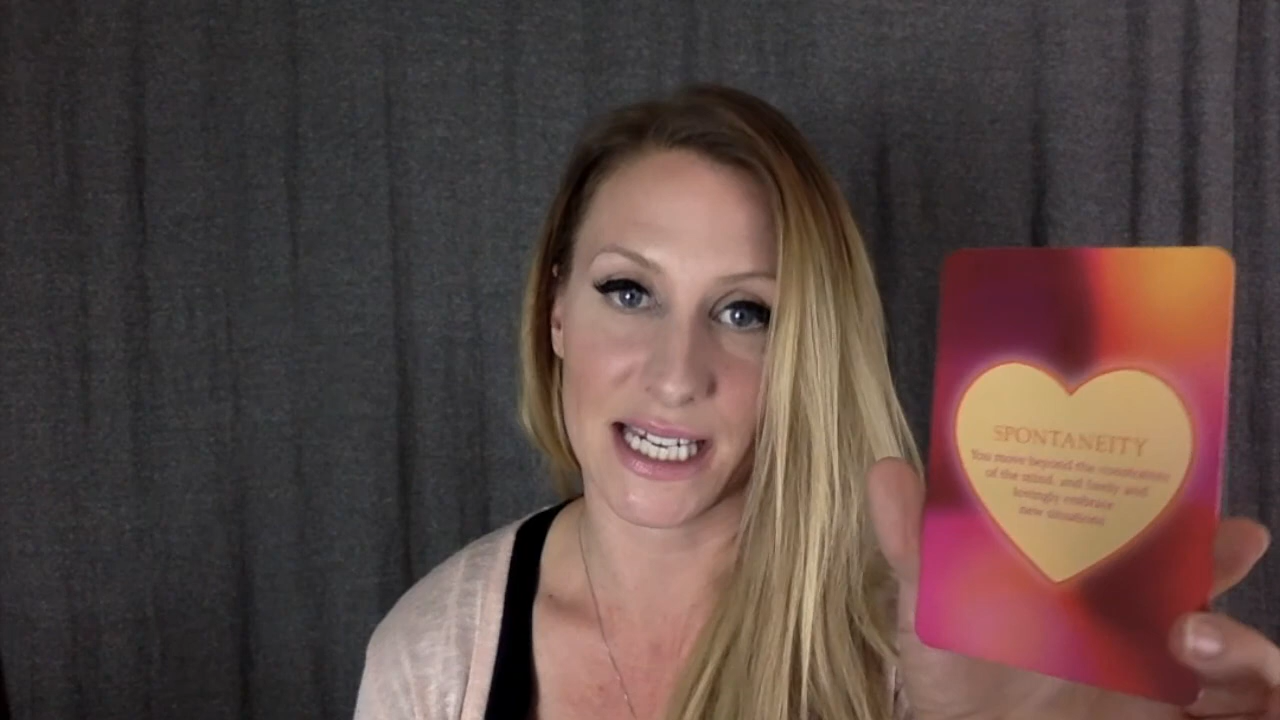 SPONTANEITY
You move beyond the constraints
of the mind, and freely and
lovingly embrace
new situations